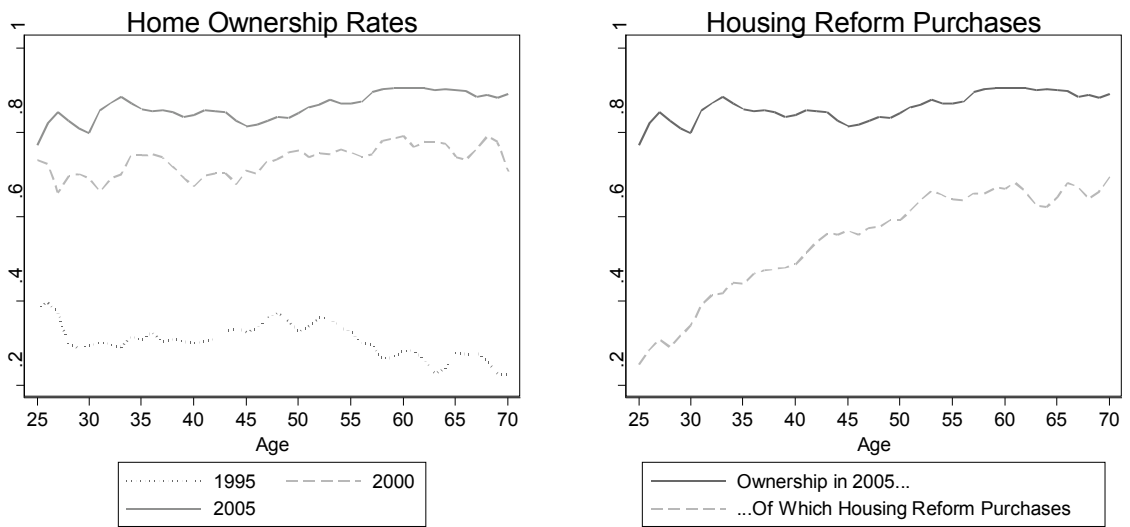 Home Ownership Rates
1
.8
.6
.4
.2
25 30 35 40 45 50 55 60 65 70
Age
1995 2000
2005
Housing Reform Purchases
1
.8
.6
.4
.2
25 30 35 40 45 50 55 60 65 70
Age
Ownership in 2005...
...Of Which Housing Reform Purchases